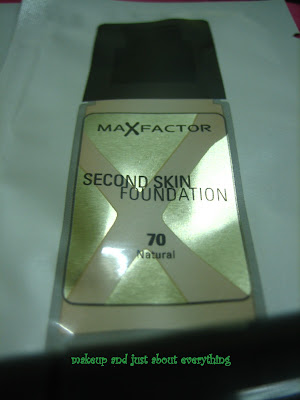 MAXFACTOR
SECOND SKIN
FOUNDATION
70
Natural
makeup and just about everything